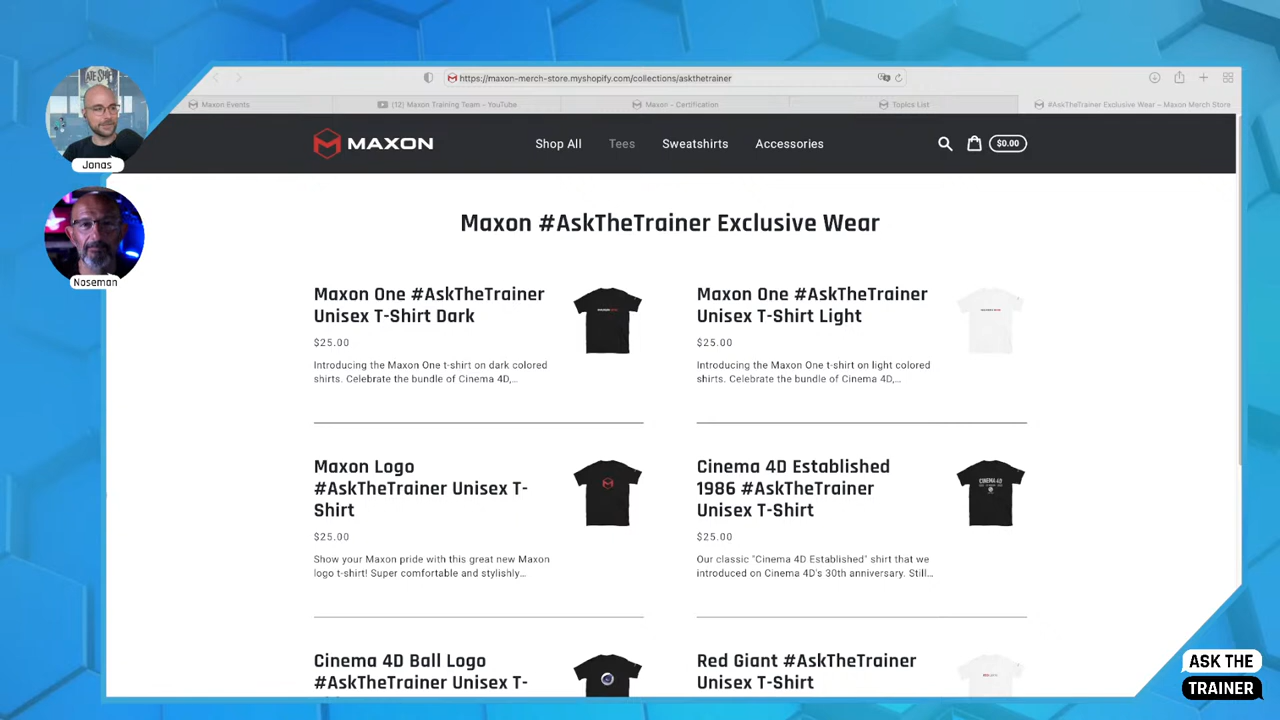 https://maxon-merch-store.myshopify.com/collections/askthetrainer
Maxon Events
(12) Maxon Training Team – YouTube
Maxon - Certification
Topics List
#AskTheTrainer Exclusive Wear – Maxon Merch Store
Jonas
Noseman
MAXON
Shop All
Tees
Sweatshirts
Accessories
$0.00
Maxon #AskTheTrainer Exclusive Wear
Maxon One #AskTheTrainer
Unisex T-Shirt Dark
$25.00
Introducing the Maxon One t-shirt on dark colored
shirts. Celebrate the bundle of Cinema 4D,...
Maxon One #AskTheTrainer
Unisex T-Shirt Light
$25.00
Introducing the Maxon One t-shirt on light colored
shirts. Celebrate the bundle of Cinema 4D,...
Maxon Logo
#AskTheTrainer Unisex T-
Shirt
$25.00
Show your Maxon pride with this great new Maxon
logo t-shirt! Super comfortable and stylishly...
Cinema 4D Established
1986 #AskTheTrainer
Unisex T-Shirt
$25.00
Our classic "Cinema 4D Established" shirt that we
introduced on Cinema 4D's 30th anniversary. Still...
CINEMA 4D
Cinema 4D Ball Logo
#AskTheTrainer Unisex T-
Red Giant #AskTheTrainer
Unisex T-Shirt
ASK THE
TRAINER